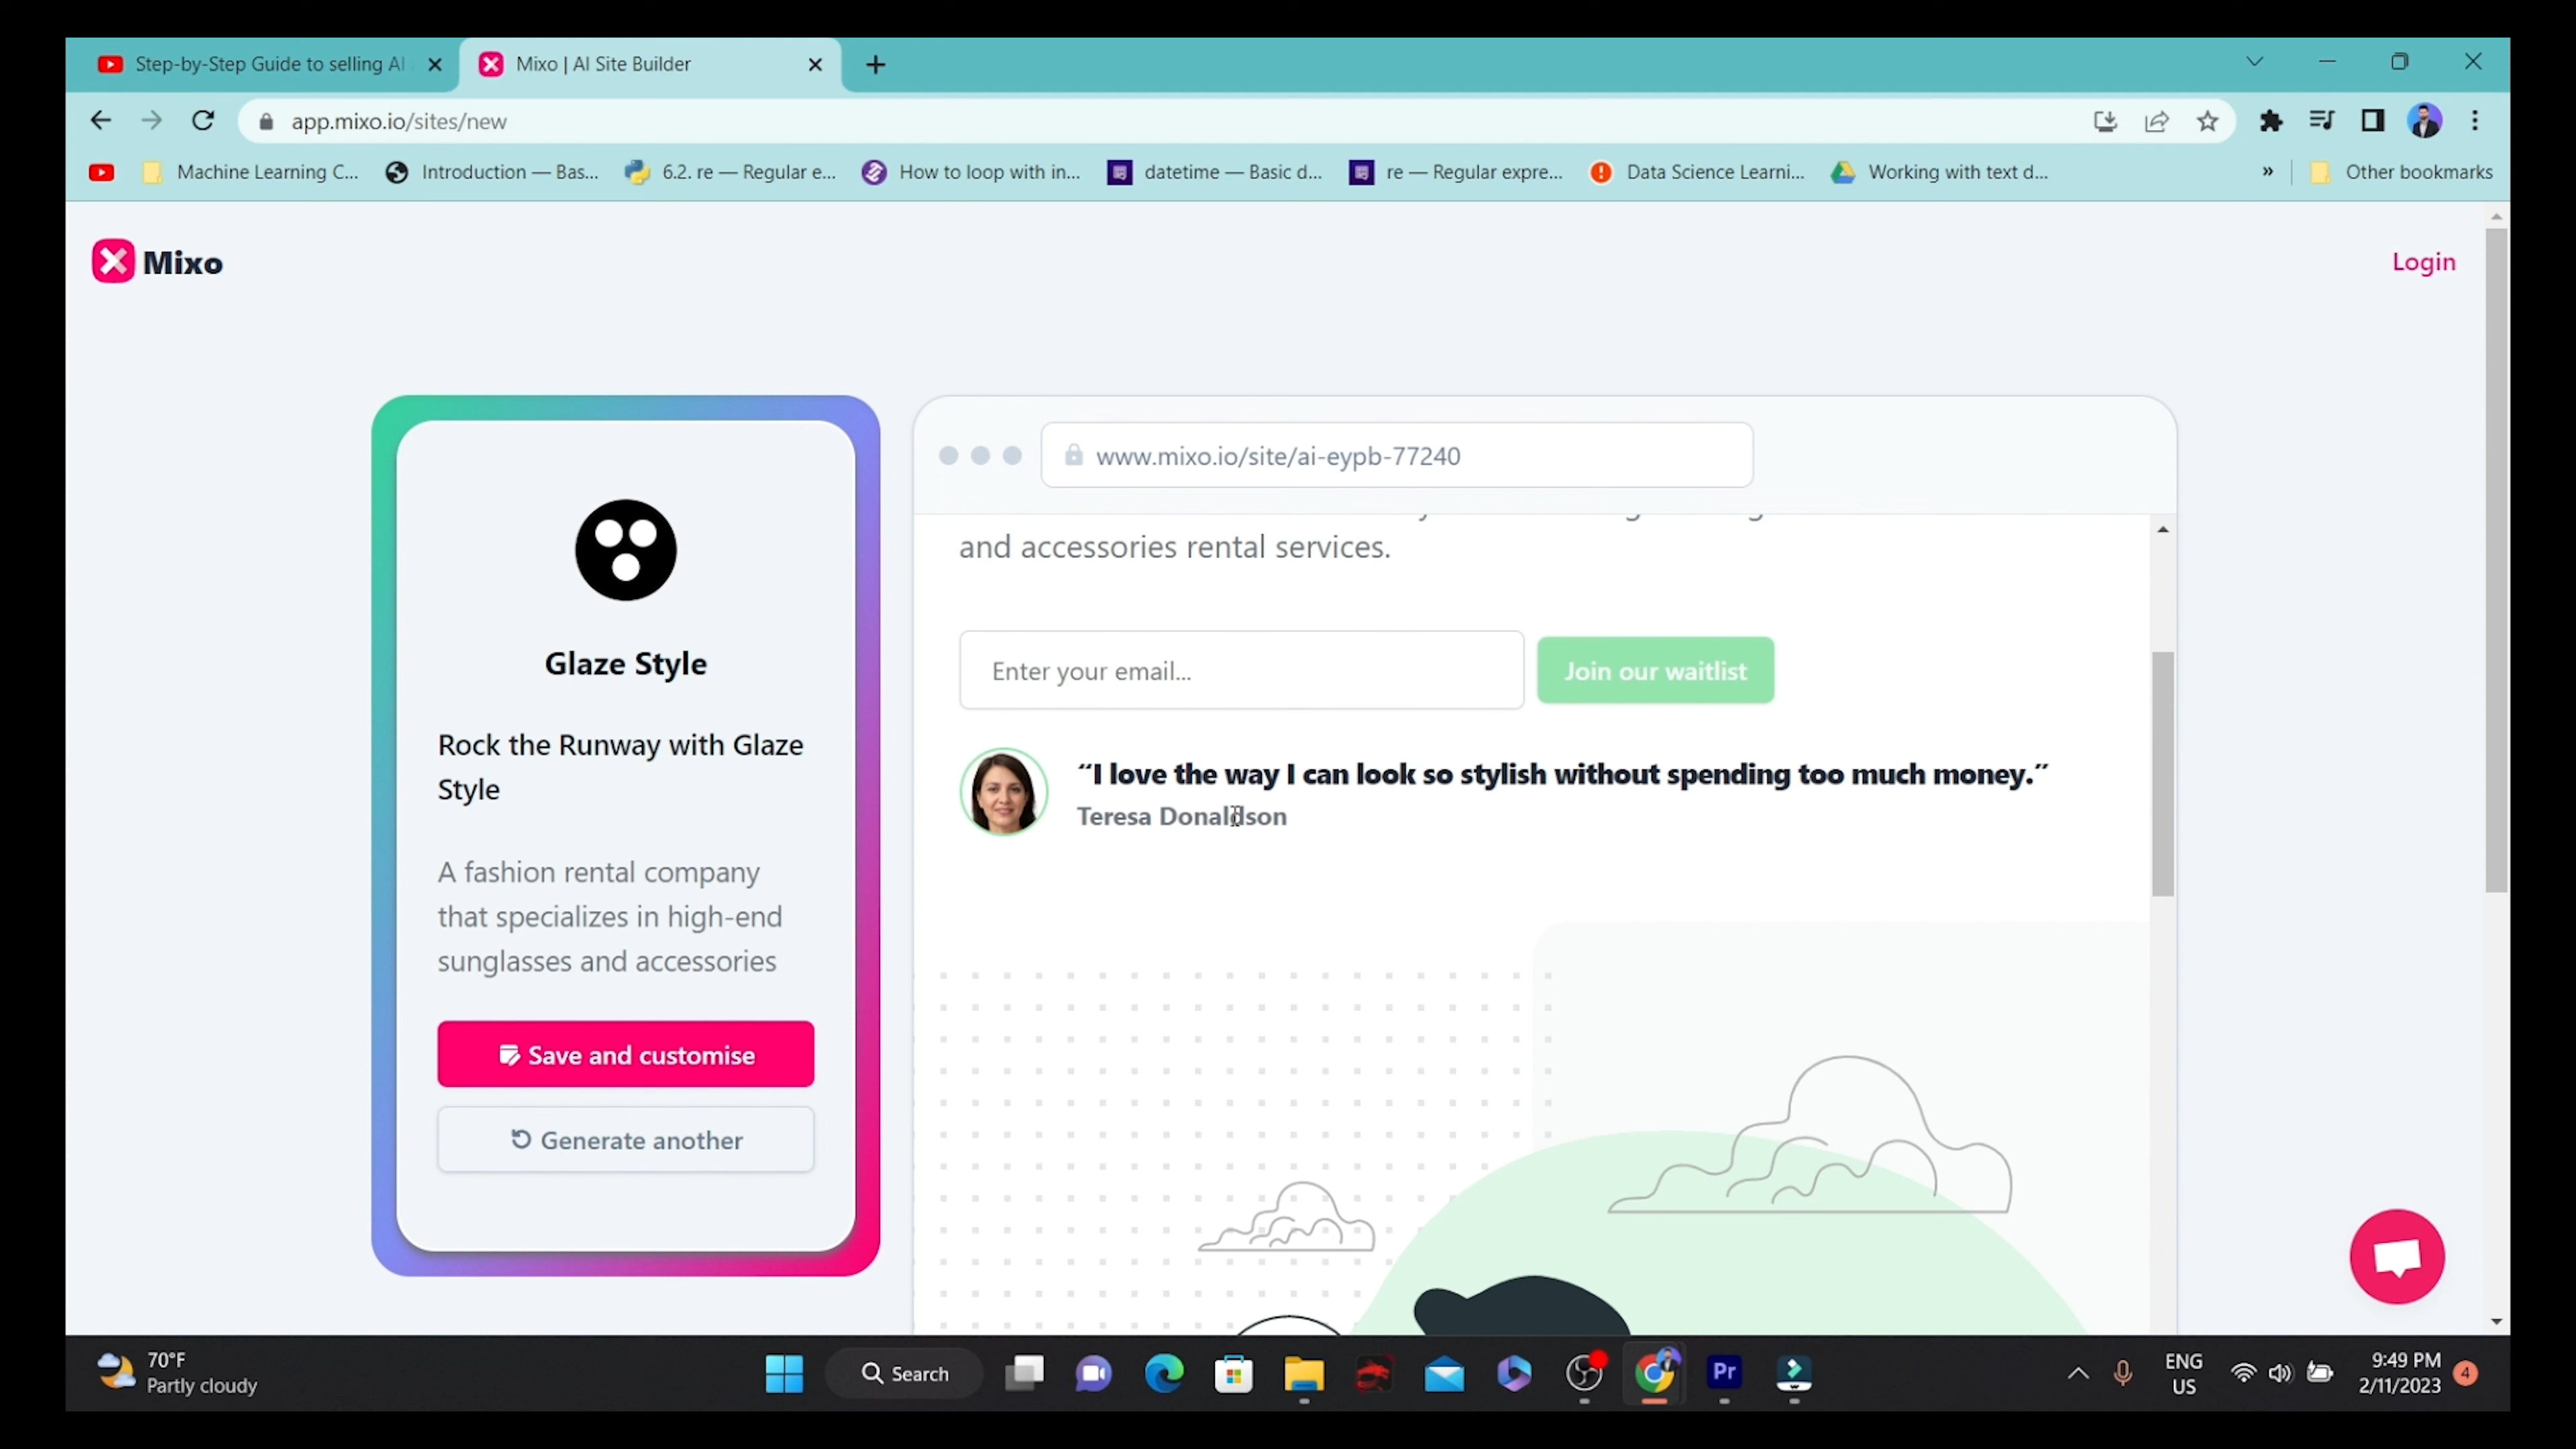 Step-by-Step Guide to selling AI
Mixo | AI Site Builder
app.mixo.io/sites/new
Machine Learning C...
Introduction — Bas...
6.2. re — Regular e...
How to loop with in...
datetime — Basic d...
re — Regular expre...
Data Science Learni...
Working with text d...
»
Other bookmarks
Mixo
Login
Glaze Style
Rock the Runway with Glaze
Style
A fashion rental company
that specializes in high-end
sunglasses and accessories
Save and customise
Generate another
www.mixo.io/site/ai-eypb-77240
and accessories rental services.
Enter your email...
Join our waitlist
“I love the way I can look so stylish without spending too much money.”
Teresa Donaldson
70°F
Partly cloudy
Search
Pr
ENG
US
9:49 PM
2/11/2023
4